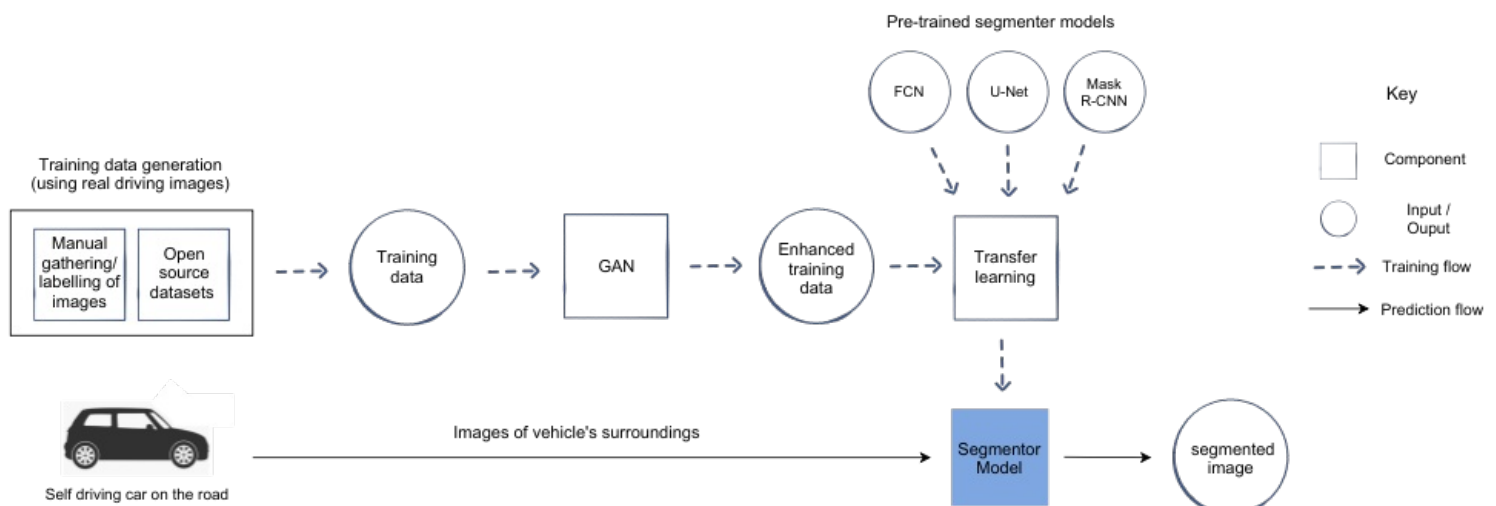 Pre-trained segmenter models
FCN
U-Net
Mask
R-CNN
Key
Component
Input /
Ouput
Training flow
Prediction flow
Training data generation
(using real driving images)
Manual
gathering/
labelling of
images
Open
source
datasets
Training
data
GAN
Enhanced
training
data
Transfer
learning
Images of vehicle's surroundings
Segmentor
Model
segmented
image
Self driving car on the road